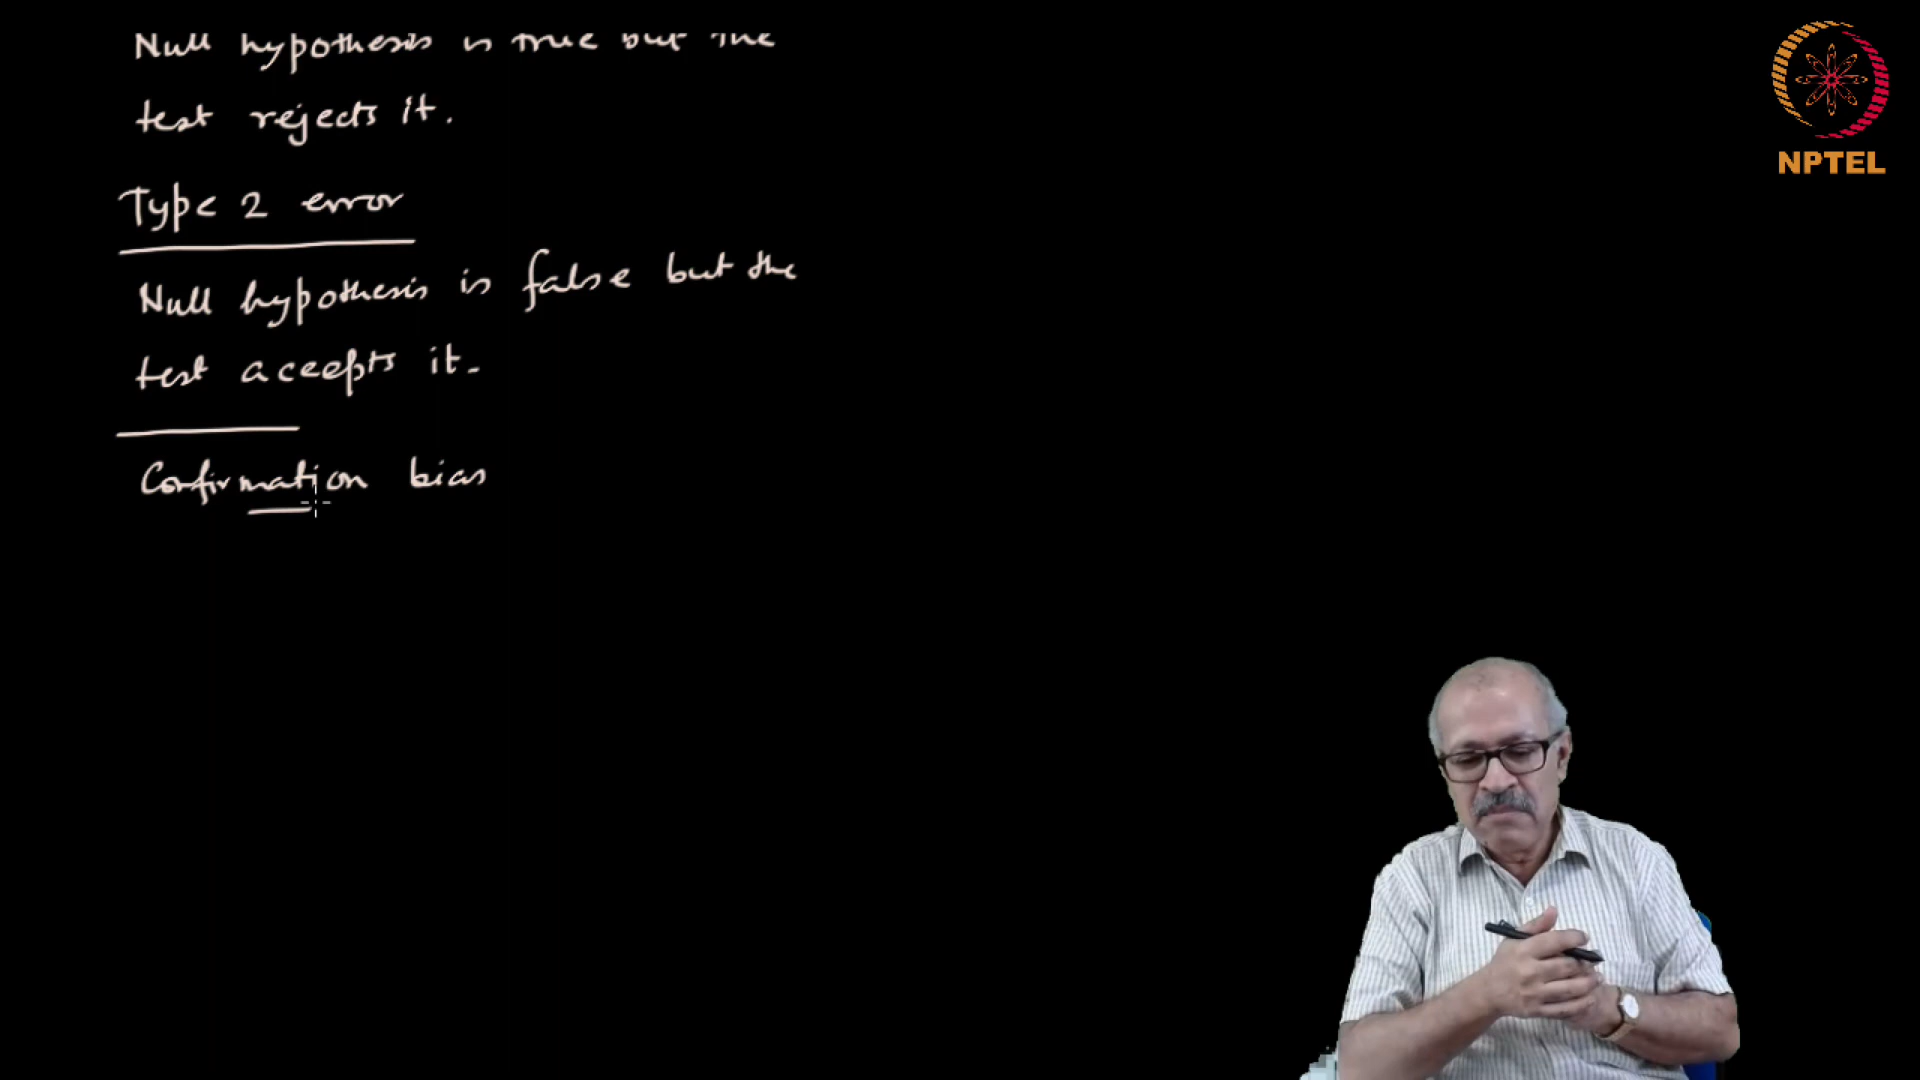 Null hypothesis is true but the
test rejects it.
Type 2 error
Null hypothesis is false but the
test accepts it.
Confirmation bias
NPTEL